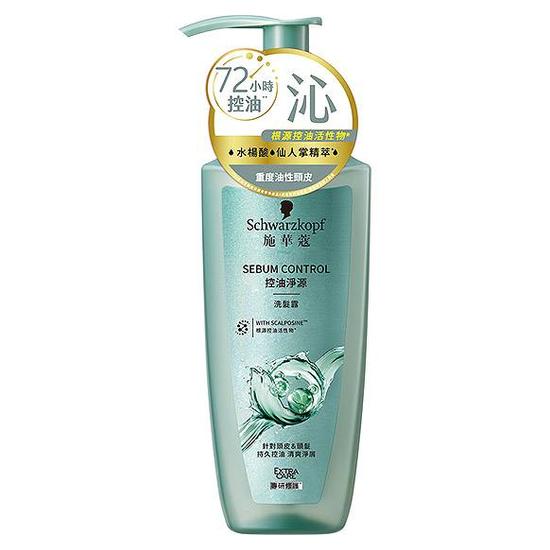 72小時
控油**
沁
根源控油活性物*
水楊酸 仙人掌精萃^
重度油性頭皮
Schwarzkopf
施華蔻
SEBUM CONTROL
控油淨源
洗髮露
WITH SCALPOSINE™
根源控油活性物*
針對頭皮&頭髮
持久控油 清爽淨屑
EXTRA
CARE
專研修護